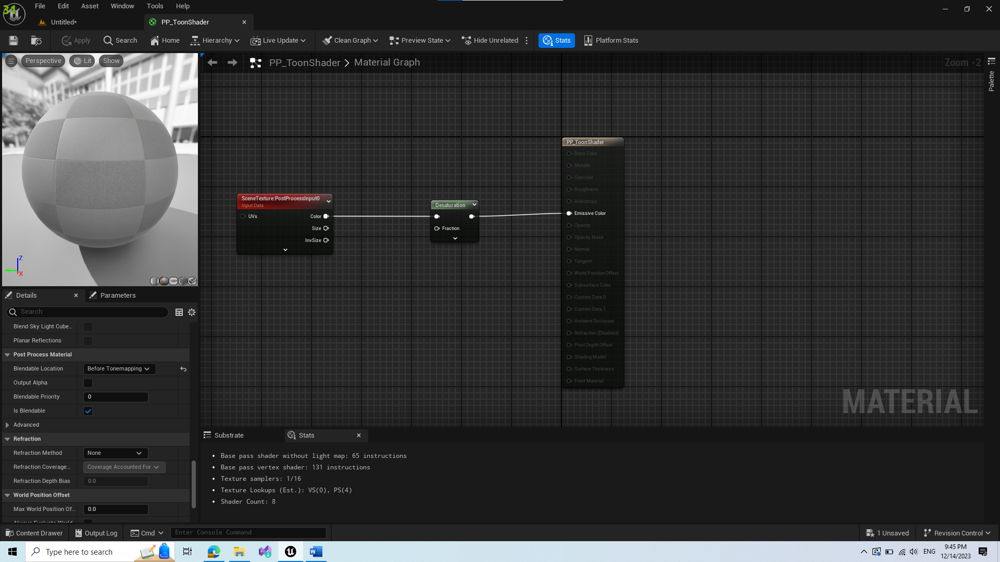 31
File Edit Asset Window Tools Help
Untitled*
PP_ToonShader
Apply
Search
Home
Hierarchy
Live Update
Clean Graph
Preview State
Hide Unrelated
Stats
Platform Stats
Perspective
Lit
Show
PP_ToonShader
Material Graph
Zoom -2
Palette
SceneTexture:PostProcessInput0
Input Data
UVs
Color
Size
InvSize
Desaturation
Fraction
PP_ToonShader
Base Color
Metallic
Specular
Roughness
Anisotropy
Emissive Color
Opacity
Opacity Mask
Normal
Tangent
World Position Offset
Subsurface Color
Custom Data 0
Custom Data 1
Ambient Occlusion
Refraction (Disabled)
Pixel Depth Offset
Shading Model
Surface Thickness
Front Material
MATERIAL
Z
Y
X
Details
Parameters
Search
Blend Sky Light Cube...
Planar Reflections
Post Process Material
Blendable Location Before Tonemapping
Output Alpha
Blendable Priority 0
Is Blendable
Advanced
Refraction
Refraction Method None
Refraction Coverage... Coverage Accounted For
Refraction Depth Bias 0.0
World Position Offset
Max World Position Of... 0.0
Always Evaluate World
Substrate
Stats
• Base pass shader without light map: 65 instructions
• Base pass vertex shader: 131 instructions
• Texture samplers: 1/16
• Texture Lookups (Est.): VS(0), PS(4)
• Shader Count: 8
Content Drawer
Output Log
Cmd
Enter Console Command
1 Unsaved
Revision Control
Type here to search
ENG
9:45 PM
12/14/2023